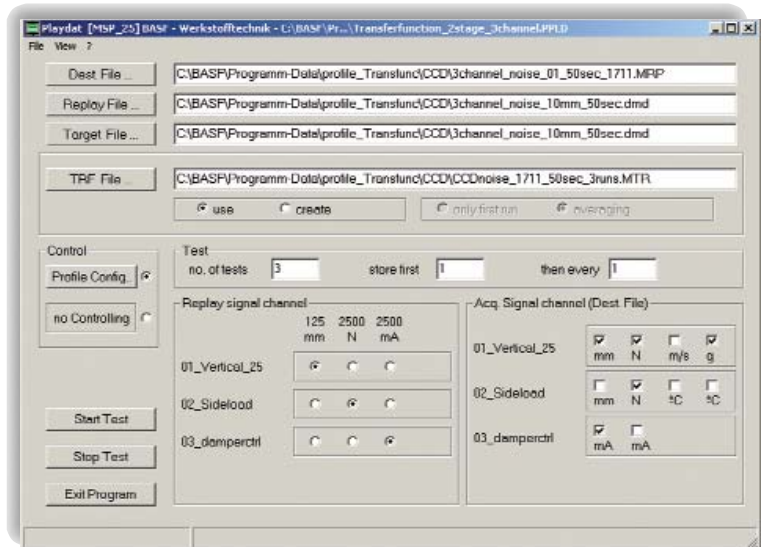 Playdat [MSP_25] BASF - Werkstofftechnik - C:\BASF\Pr...\Transferfunction_2stage_3channel.PPLD
File View ?
Dest File ... C:\BASF\Programm-Data\profile_Transfunc\CCD\3channel_noise_01_50sec_1711.MRP
Replay File ... C:\BASF\Programm-Data\profile_Transfunc\CCD\3channel_noise_10mm_50sec.dmd
Target File ... C:\BASF\Programm-Data\profile_Transfunc\CCD\3channel_noise_10mm_50sec.dmd
TRF File ... C:\BASF\Programm-Data\profile_Transfunc\CCD\CCDnoise_1711_50sec_3runs.MTR
use create only first run averaging
Control
Profile Config.
no Controlling
Test
no. of tests 3 store first 1 then every 1
Replay signal channel
125 2500 2500
mm N mA
01_Vertical_25
02_Sideload
03_damperctrl
Acq. Signal channel (Dest File)
01_Vertical_25 mm N m/s g
02_Sideload mm N °C °C
03_damperctrl mA mA
Start Test
Stop Test
Exit Program